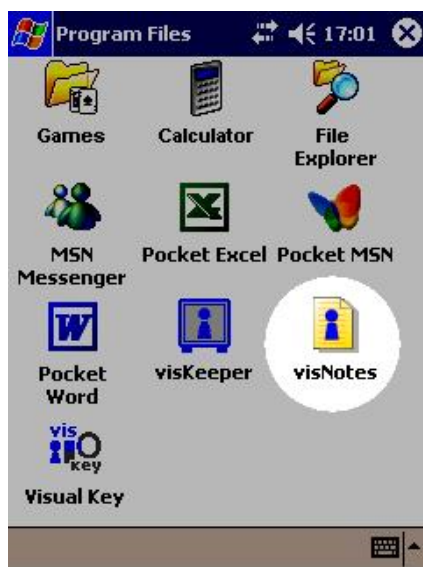 Program Files 17:01
Games Calculator File
Explorer
MSN Pocket Excel Pocket MSN
Messenger
W
Pocket visKeeper visNotes
Word
vis
key
Visual Key